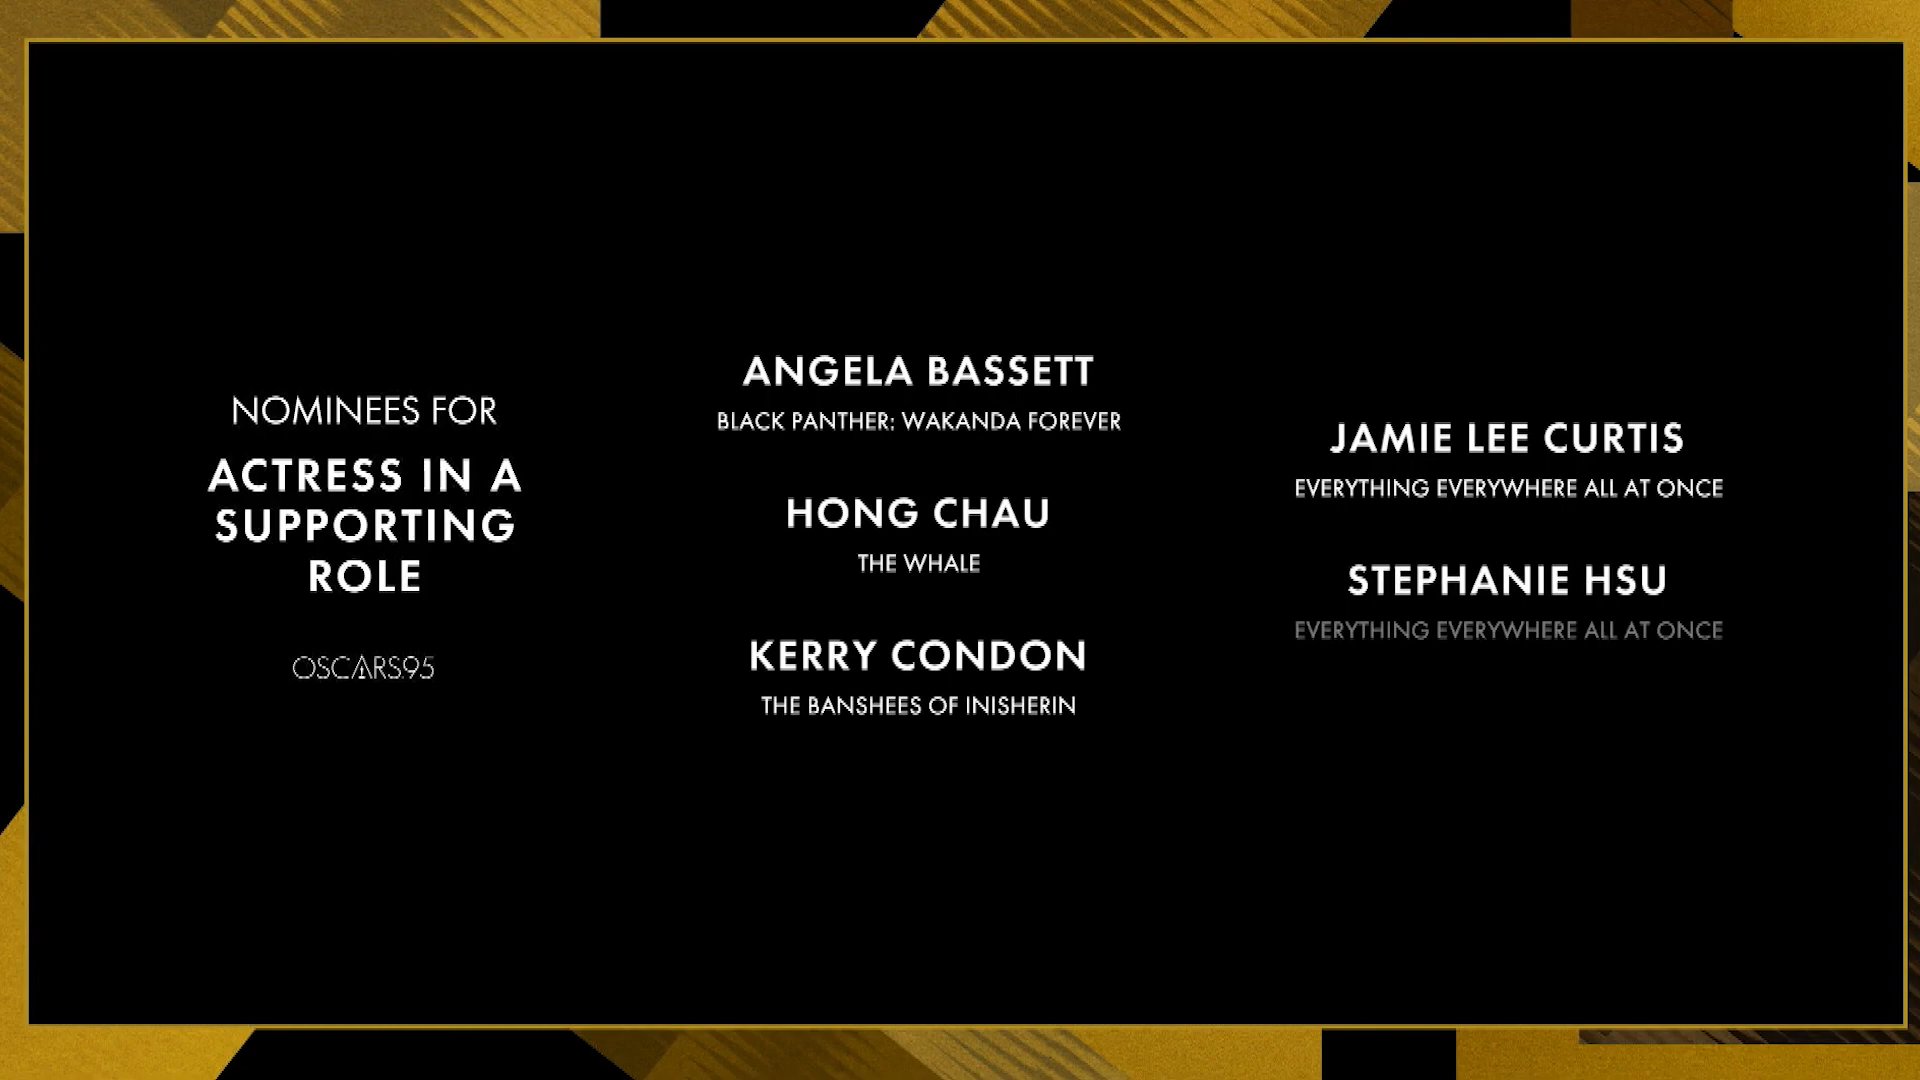 NOMINEES FOR
ACTRESS IN A
SUPPORTING
ROLE
OSCARS95
ANGELA BASSETT
BLACK PANTHER: WAKANDA FOREVER
HONG CHAU
THE WHALE
KERRY CONDON
THE BANSHEES OF INISHERIN
JAMIE LEE CURTIS
EVERYTHING EVERYWHERE ALL AT ONCE
STEPHANIE HSU
EVERYTHING EVERYWHERE ALL AT ONCE